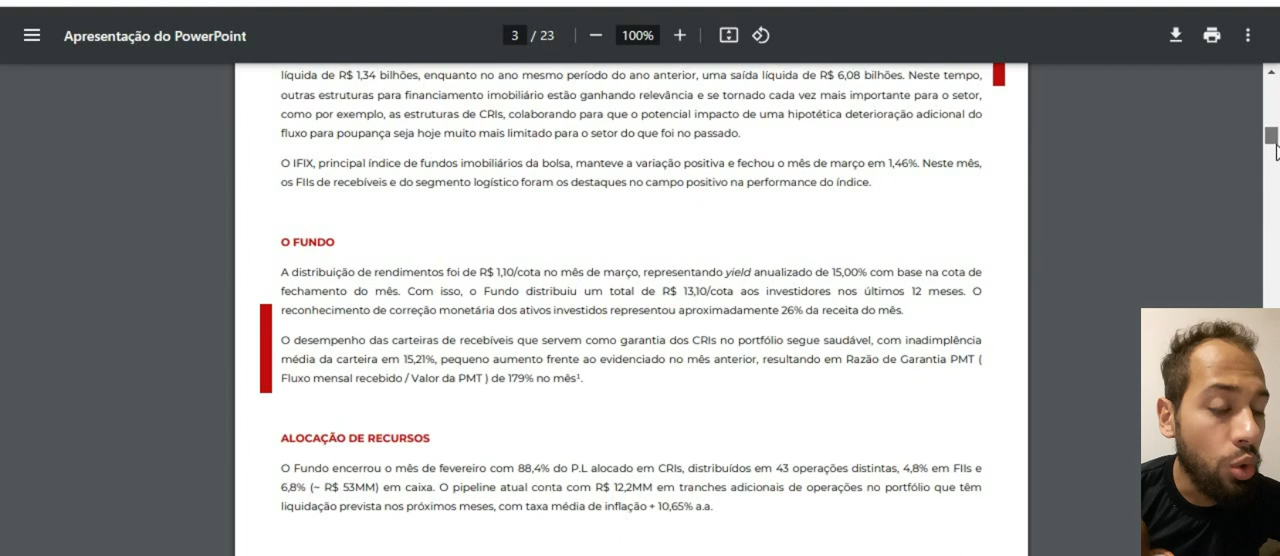 Apresentação do PowerPoint
3 / 23
100%
líquida de R$ 1,34 bilhões, enquanto no ano mesmo período do ano anterior, uma saída líquida de R$ 6,08 bilhões. Neste tempo,
outras estruturas para financiamento imobiliário estão ganhando relevância e se tornado cada vez mais importante para o setor,
como por exemplo, as estruturas de CRIs, colaborando para que o potencial impacto de uma hipotética deterioração adicional do
fluxo para poupança seja hoje muito mais limitado para o setor do que foi no passado.
O IFIX, principal índice de fundos imobiliários da bolsa, manteve a variação positiva e fechou o mês de março em 1,46%. Neste mês,
os FIIs de recebíveis e do segmento logístico foram os destaques no campo positivo na performance do índice.
O FUNDO
A distribuição de rendimentos foi de R$ 1,10/cota no mês de março, representando yield anualizado de 15,00% com base na cota de
fechamento do mês. Com isso, o Fundo distribuiu um total de R$ 13,10/cota aos investidores nos últimos 12 meses. O
reconhecimento de correção monetária dos ativos investidos representou aproximadamente 26% da receita do mês.
O desempenho das carteiras de recebíveis que servem como garantia dos CRIs no portfólio segue saudável, com inadimplência
média da carteira em 15,21%, pequeno aumento frente ao evidenciado no mês anterior, resultando em Razão de Garantia PMT (
Fluxo mensal recebido / Valor da PMT ) de 179% no mês¹.
ALOCAÇÃO DE RECURSOS
O Fundo encerrou o mês de fevereiro com 88,4% do P.L alocado em CRIs, distribuídos em 43 operações distintas, 4,8% em FIIs e
6,8% (~ R$ 53MM) em caixa. O pipeline atual conta com R$ 12,2MM em tranches adicionais de operações no portfólio que têm
liquidação prevista nos próximos meses, com taxa média de inflação + 10,65% a.a.